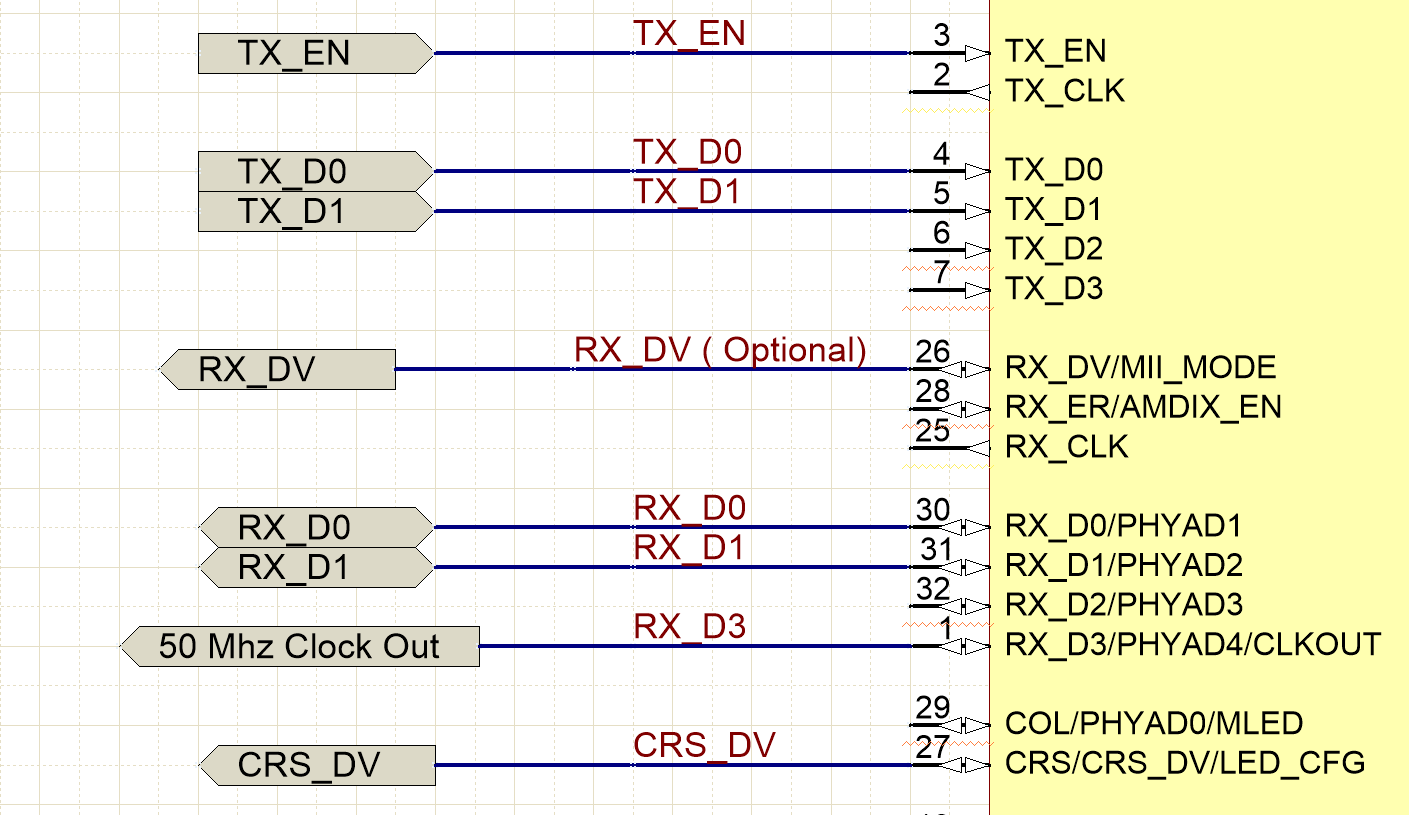 TX_EN TX_EN 3 TX_EN
2 TX_CLK
TX_D0 TX_D0 4 TX_D0
TX_D1 TX_D1 5 TX_D1
6 TX_D2
7 TX_D3
RX_DV RX_DV ( Optional) 26 RX_DV/MII_MODE
28 RX_ER/AMDIX_EN
25 RX_CLK
RX_D0 RX_D0 30 RX_D0/PHYAD1
RX_D1 RX_D1 31 RX_D1/PHYAD2
32 RX_D2/PHYAD3
50 Mhz Clock Out RX_D3 1 RX_D3/PHYAD4/CLKOUT
29 COL/PHYAD0/MLED
CRS_DV CRS_DV 27 CRS/CRS_DV/LED_CFG